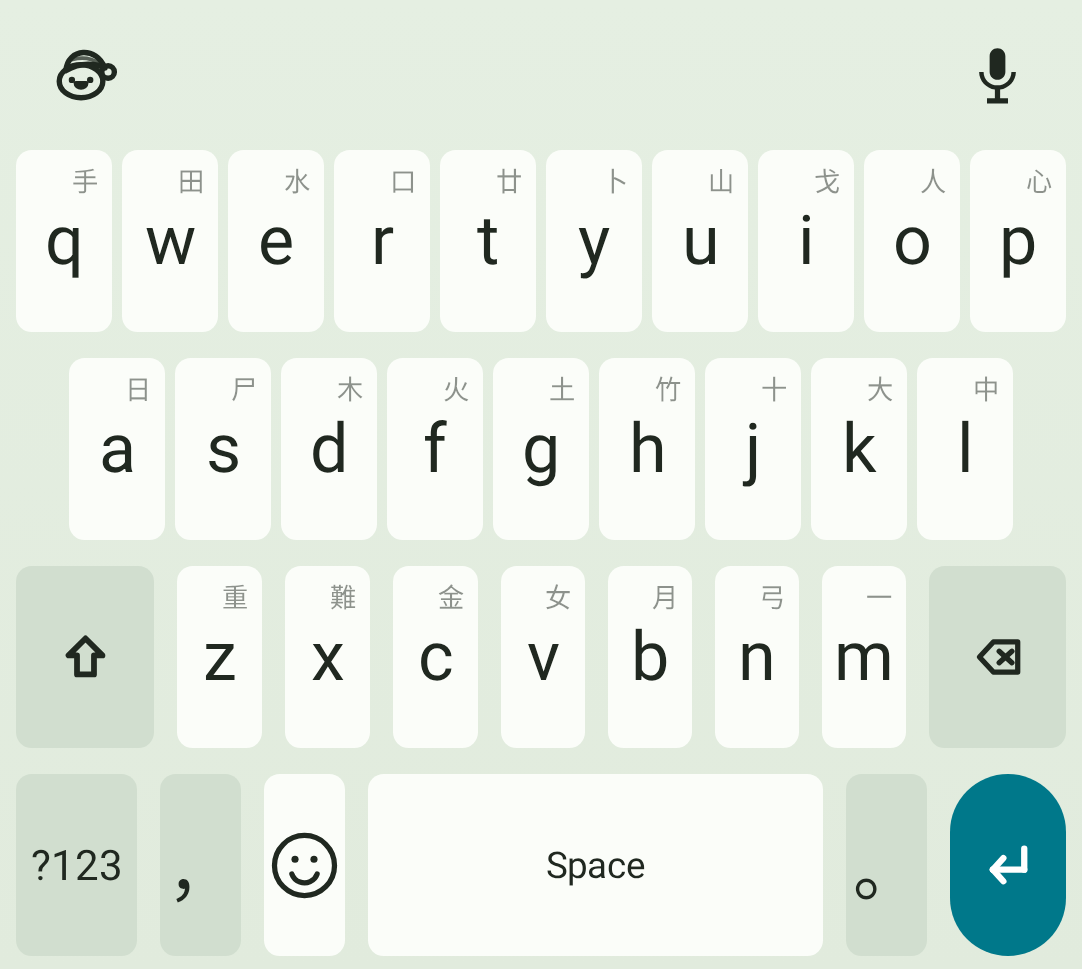 手 田 水 口 廿 卜 山 戈 人 心
q w e r t y u i o p
日 尸 木 火 土 竹 十 大 中
a s d f g h j k l
重 難 金 女 月 弓 一
z x c v b n m
?123 , Space 。